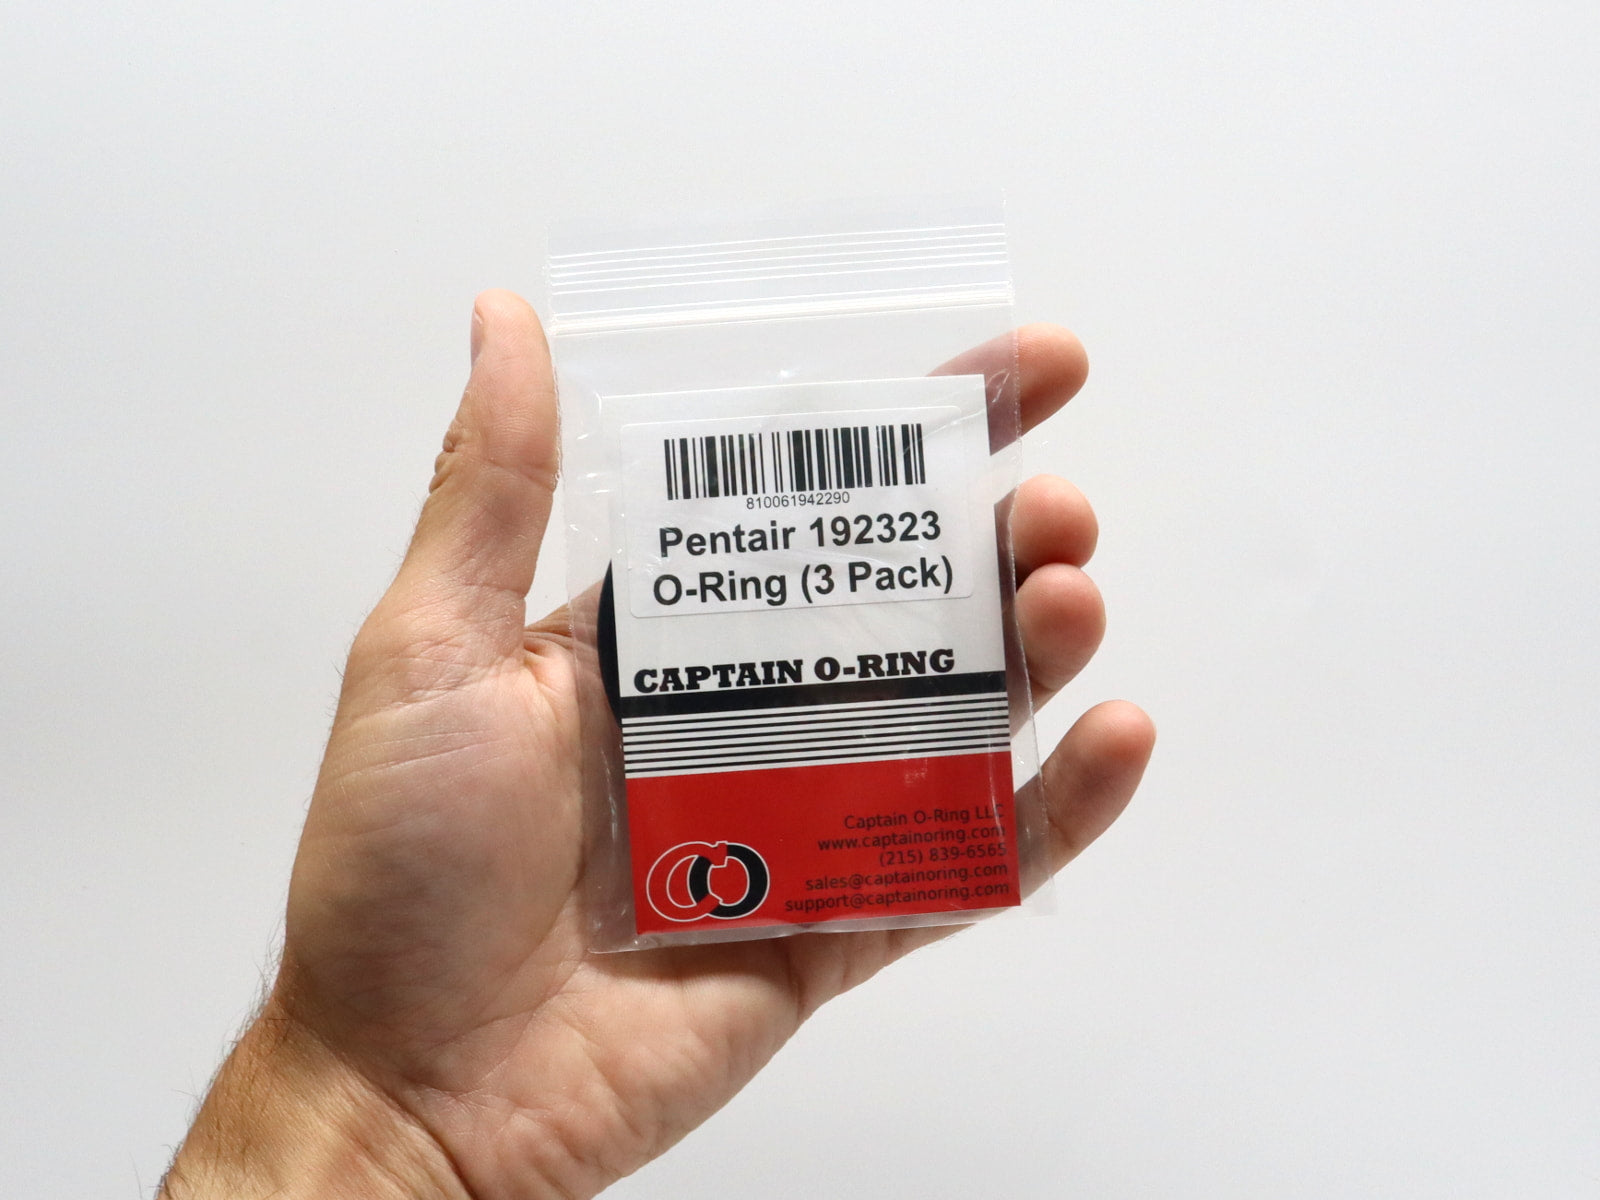 810061942290
Pentair 192323
O-Ring (3 Pack)
CAPTAIN O-RING
Captain O-Ring LLC
www.captainoring.com
(215) 839-6565
sales@captainoring.com
support@captainoring.com